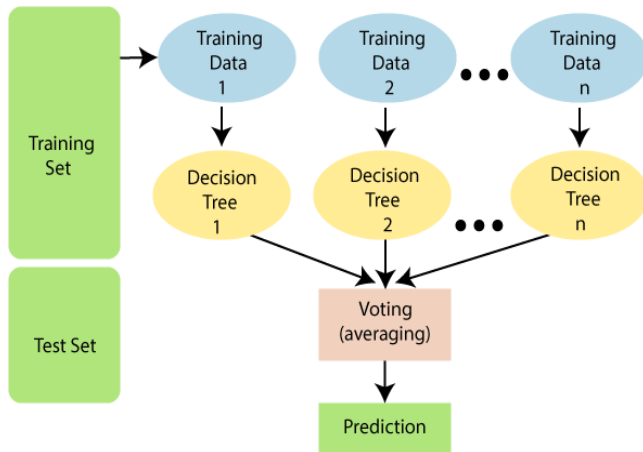 Training
Data
1
Training
Data
2
Training
Data
n
Training
Set
Decision
Tree
1
Decision
Tree
2
Decision
Tree
n
Voting
(averaging)
Test Set
Prediction